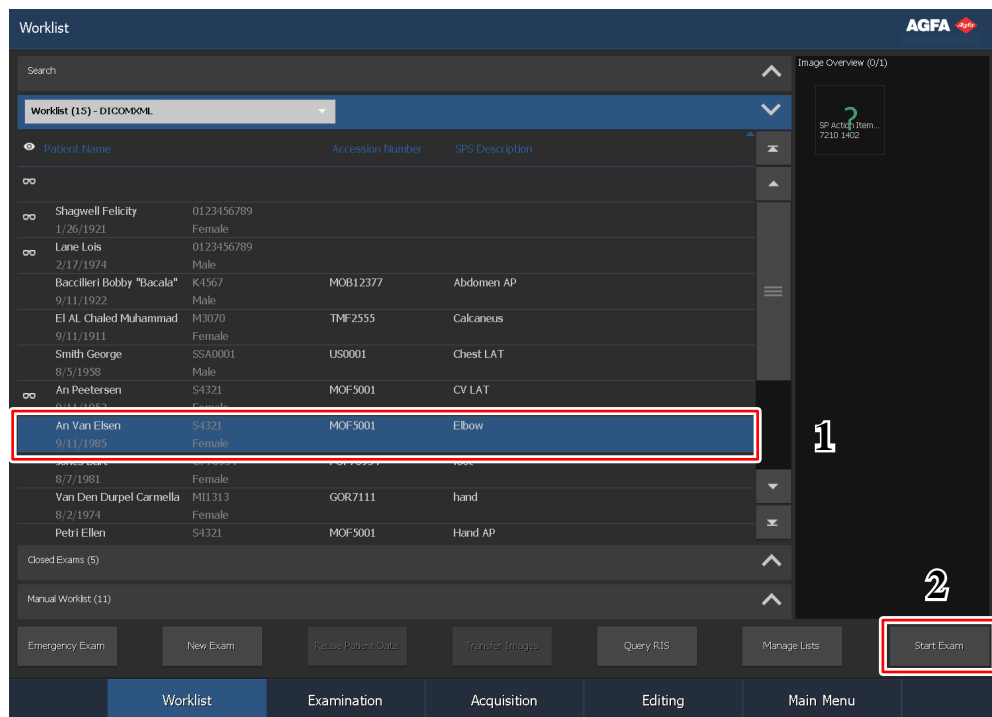 Worklist
AGFA
Agfa
Search
Image Overview (0/1)
Worklist (15) - DICOMXML
?
SP Action Item...
7210 1402
Patient Name Accession Number SPS Description
Shagwell Felicity 0123456789
1/26/1921 Female
Lane Lois 0123456789
2/17/1974 Male
Baccilieri Bobby "Bacala" K4567 MOB12377 Abdomen AP
9/11/1922 Male
El AL Chaled Muhammad M3070 TMF2555 Calcaneus
9/11/1911 Female
Smith George SSA0001 US0001 Chest LAT
8/5/1958 Male
An Peetersen S4321 MOF5001 CV LAT
An Van Elsen S4321 MOF5001 Elbow
9/11/1985 Female
1
8/7/1981 Female
Van Den Durpel Carmella MI1313 GOR7111 hand
8/2/1974 Female
Petri Ellen S4321 MOF5001 Hand AP
Closed Exams (5)
Manual Worklist (11)
2
Emergency Exam New Exam Reuse Patient Data Transfer Images Query RIS Manage Lists Start Exam
Worklist Examination Acquisition Editing Main Menu